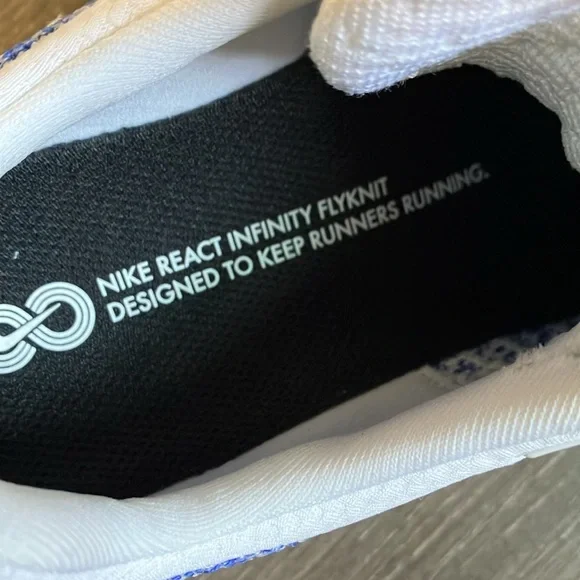 NIKE REACT INFINITY FLYKNIT
DESIGNED TO KEEP RUNNERS RUNNING.